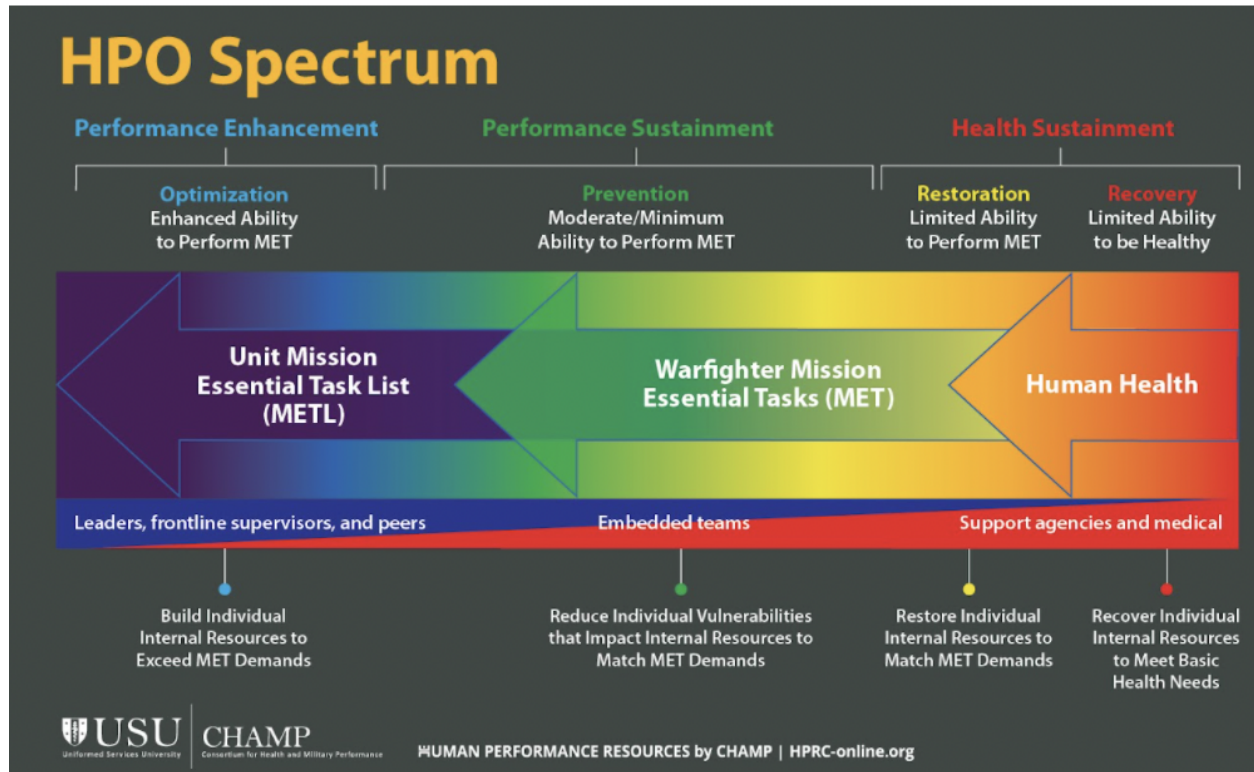 HPO Spectrum
Performance Enhancement
Performance Sustainment
Health Sustainment
Optimization
Enhanced Ability
to Perform MET
Prevention
Moderate/Minimum
Ability to Perform MET
Restoration
Limited Ability
to Perform MET
Recovery
Limited Ability
to be Healthy
Unit Mission
Essential Task List
(METL)
Warfighter Mission
Essential Tasks (MET)
Human Health
Leaders, frontline supervisors, and peers
Embedded teams
Support agencies and medical
Build Individual
Internal Resources to
Exceed MET Demands
Reduce Individual Vulnerabilities
that Impact Internal Resources to
Match MET Demands
Restore Individual
Internal Resources to
Match MET Demands
Recover Individual
Internal Resources
to Meet Basic
Health Needs
USU
Uniformed Services University
CHAMP
Consortium for Health and Military Performance
HUMAN PERFORMANCE RESOURCES by CHAMP | HPRC-online.org